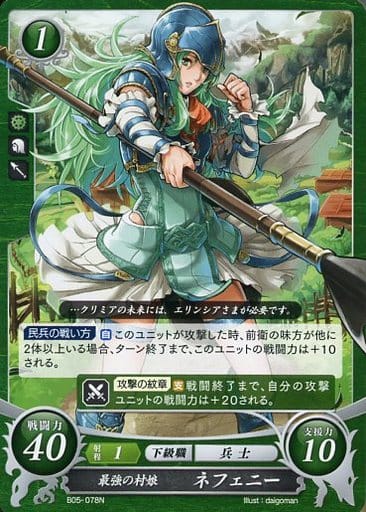 1
…クリミアの未来には、エリンシアさまが必要です。
民兵の戦い方 自 このユニットが攻撃した時、前衛の味方が他に
2体以上いる場合、ターン終了まで、このユニットの戦闘力は+10
される。
攻撃の紋章 支 戦闘終了まで、自分の攻撃
ユニットの戦闘力は+20される。
戦闘力
40
射程
1
下級職
兵士
支援力
10
最強の村娘
ネフェニー
B05-078N
Illust : daigoman